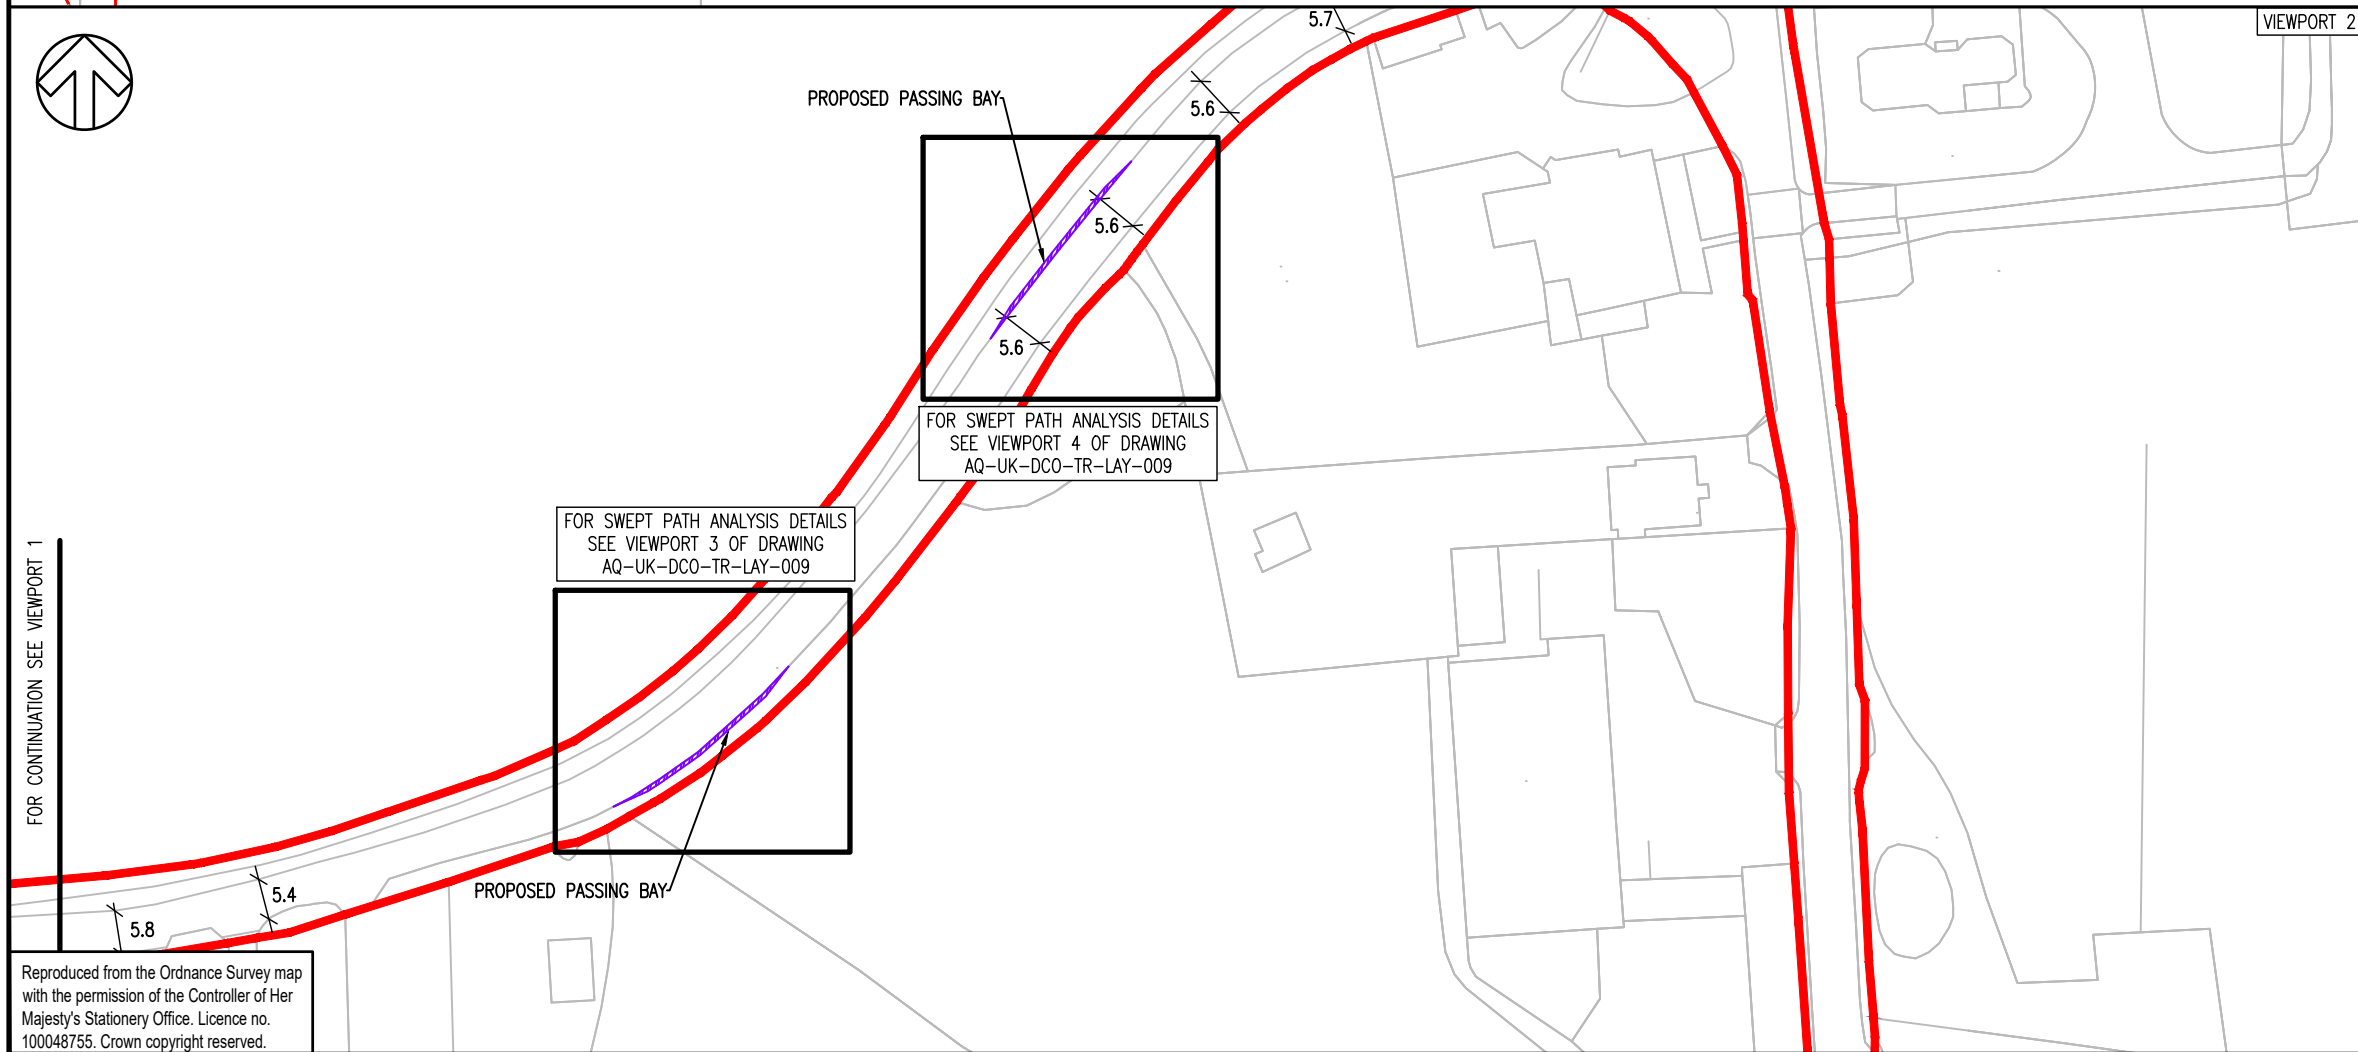 VIEWPORT 2
5.7
PROPOSED PASSING BAY
5.6
5.6
5.6
FOR SWEPT PATH ANALYSIS DETAILS
SEE VIEWPORT 4 OF DRAWING
AQ-UK-DCO-TR-LAY-009
FOR SWEPT PATH ANALYSIS DETAILS
SEE VIEWPORT 3 OF DRAWING
AQ-UK-DCO-TR-LAY-009
FOR CONTINUATION SEE VIEWPORT 1
PROPOSED PASSING BAY
5.4
5.8
Reproduced from the Ordnance Survey map
with the permission of the Controller of Her
Majesty's Stationery Office. Licence no.
100048755. Crown copyright reserved.